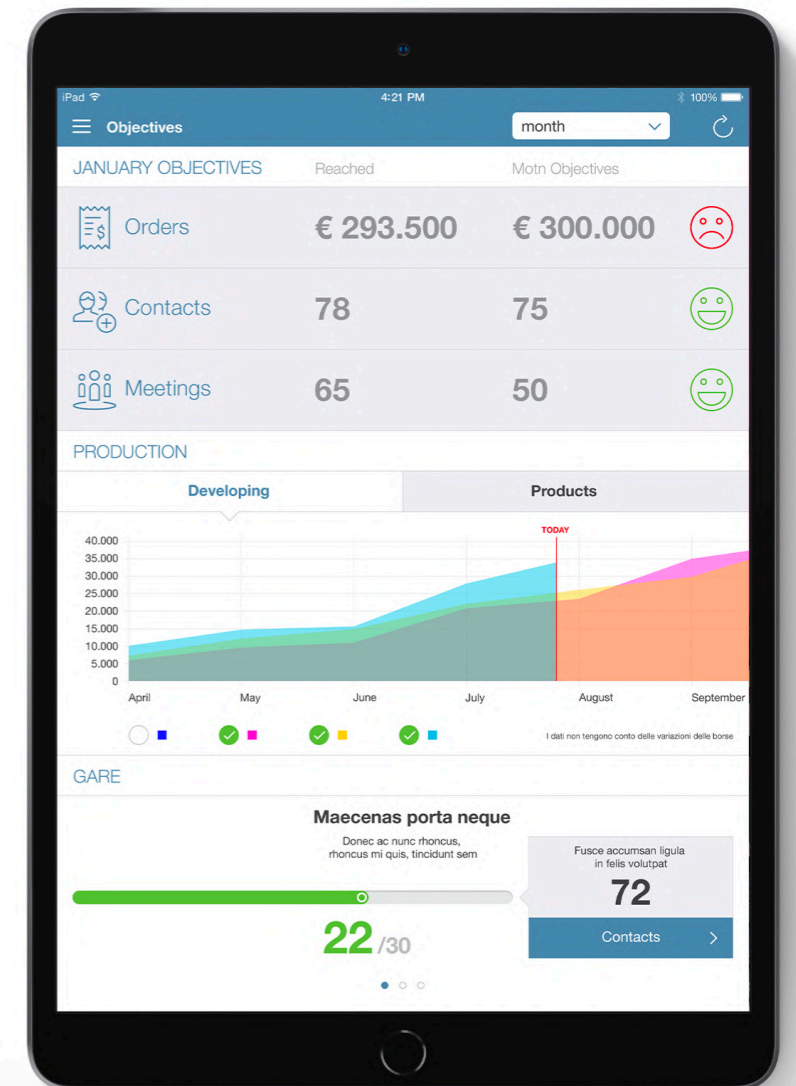 iPad 4:21 PM 100%
Objectives month
JANUARY OBJECTIVES Reached Motn Objectives
Orders € 293.500 € 300.000
Contacts 78 75
Meetings 65 50
PRODUCTION
Developing Products
TODAY
40.000
35.000
30.000
25.000
20.000
15.000
10.000
5.000
0
April May June July August September
I dati non tengono conto delle variazioni delle borse
GARE
Maecenas porta neque
Donec ac nunc rhoncus,
rhoncus mi quis, tincidunt sem
Fusce accumsan ligula
in felis volutpat
72
Contacts
22/30